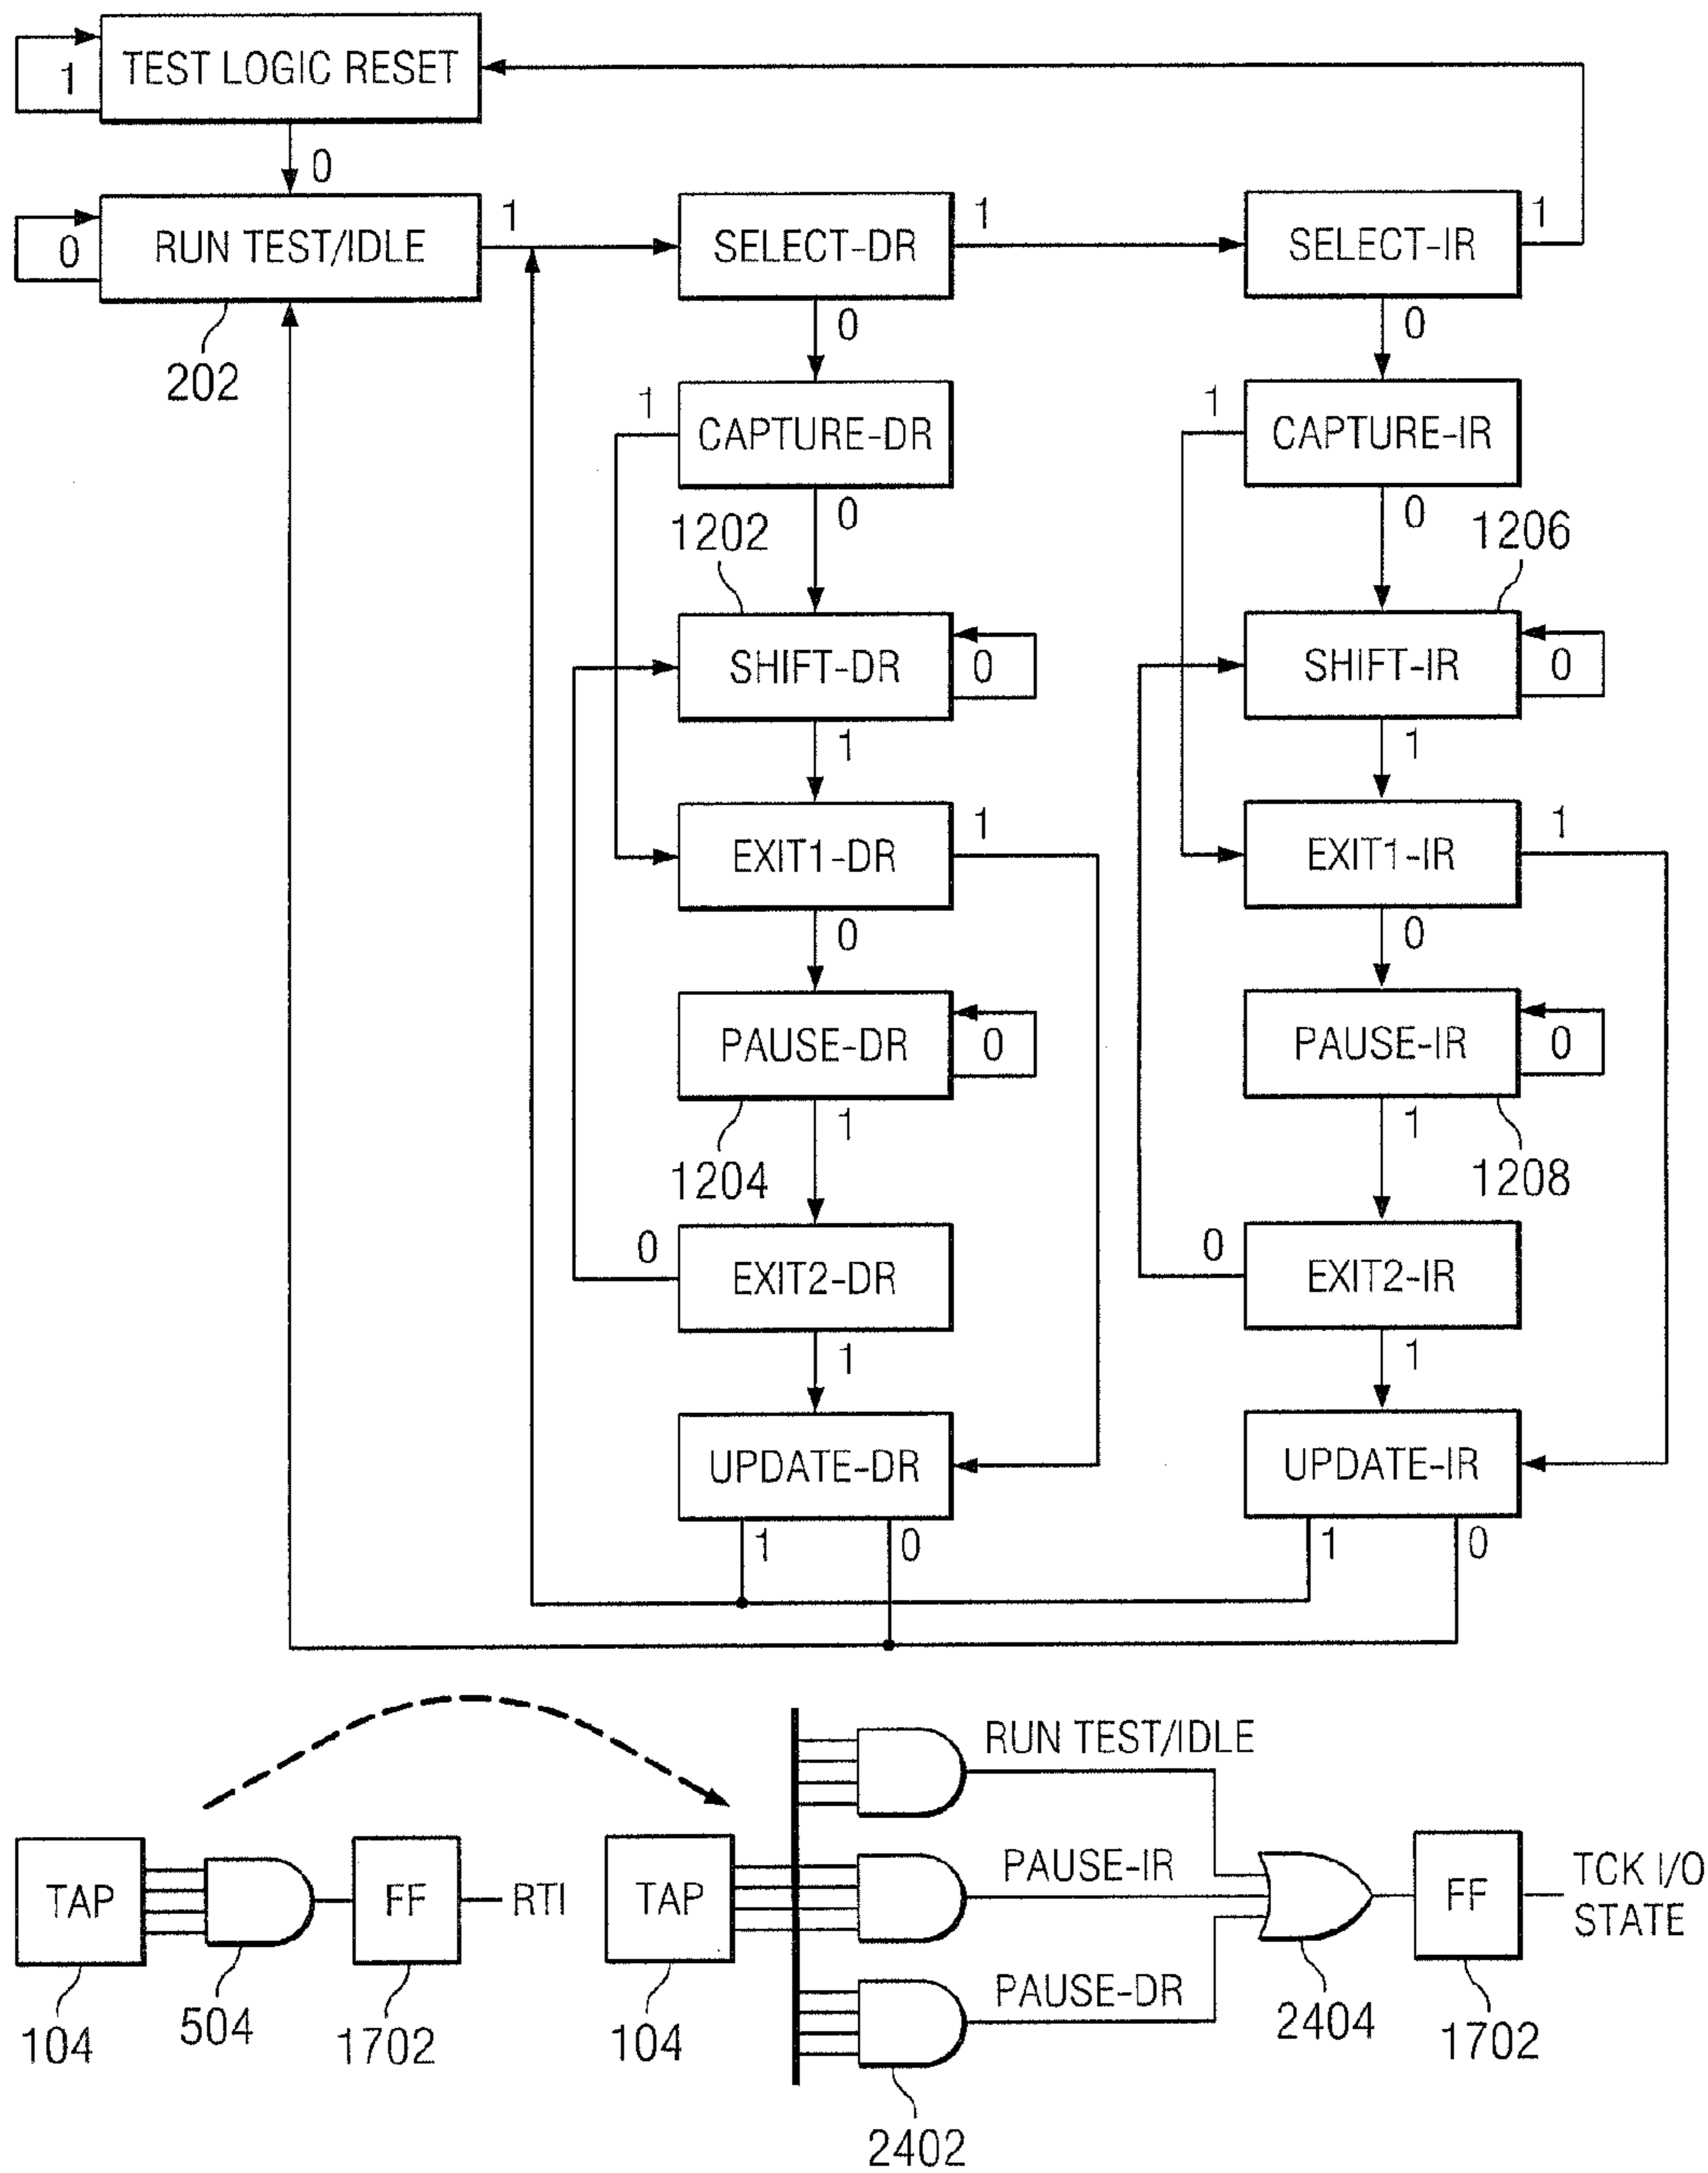 TEST LOGIC RESET
1
0
RUN TEST/IDLE
0
1
202
SELECT-DR
1
0
SELECT-IR
1
0
CAPTURE-DR
1
0
CAPTURE-IR
1
0
1202
1206
SHIFT-DR
0
1
SHIFT-IR
0
1
EXIT1-DR
1
0
EXIT1-IR
1
0
PAUSE-DR
0
1
1204
PAUSE-IR
0
1
1208
EXIT2-DR
0
1
EXIT2-IR
0
1
UPDATE-DR
1
0
UPDATE-IR
1
0
TAP
104
504
FF
1702
RTI
TAP
104
RUN TEST/IDLE
PAUSE-IR
PAUSE-DR
2402
2404
FF
1702
TCK I/O
STATE